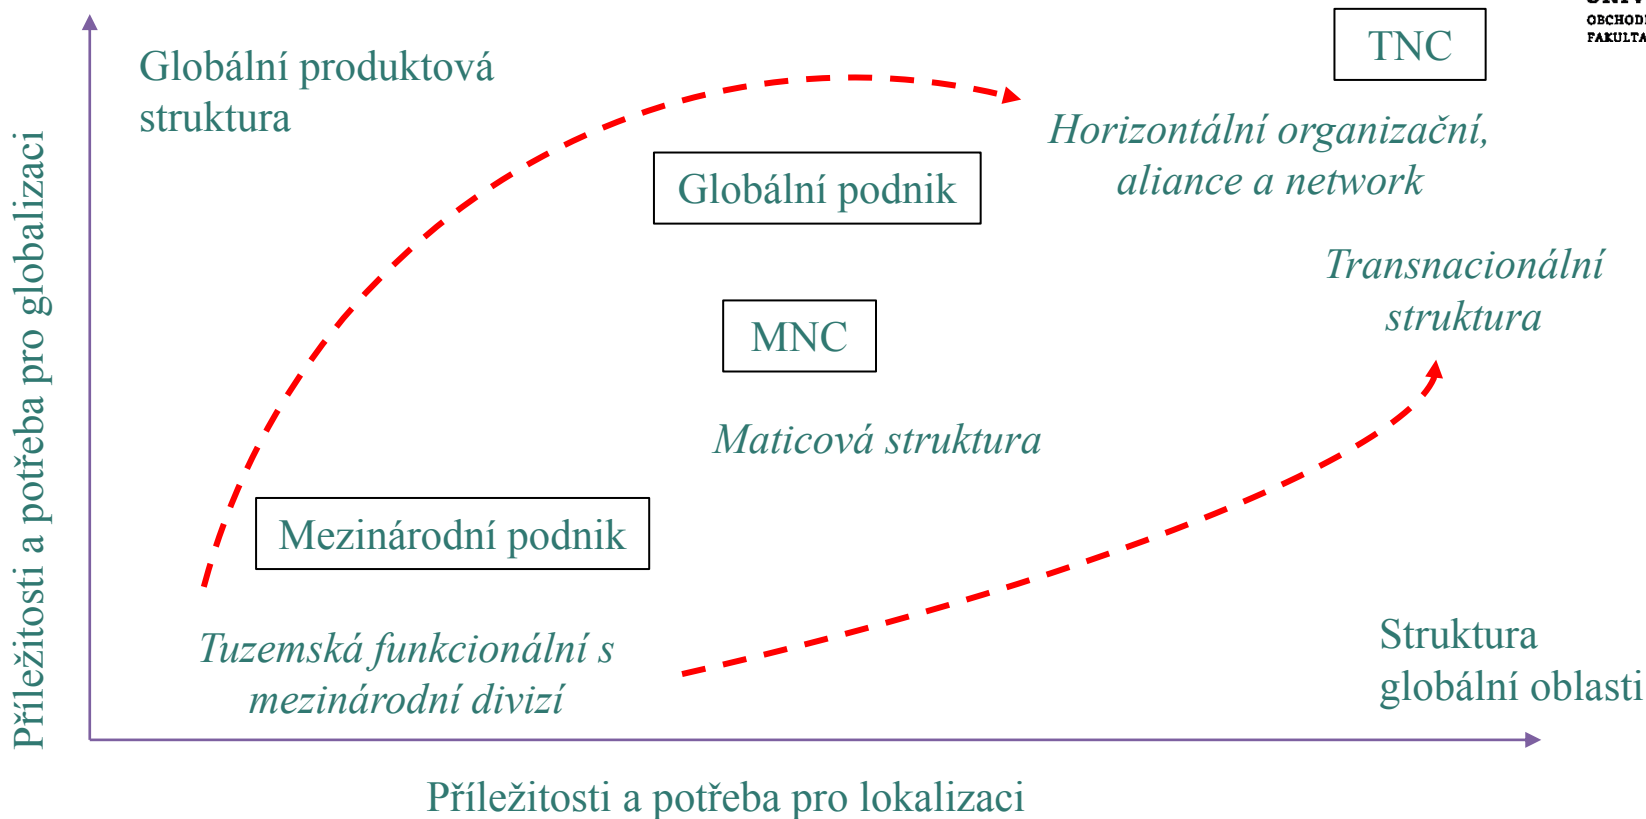 OBCHODN
FAKULTA
TNC
Globální produktová
struktura
Horizontální organizační,
aliance a network
Globální podnik
Transnacionální
struktura
MNC
Maticová struktura
Mezinárodní podnik
Tuzemská funkcionální s
mezinárodní divizí
Struktura
globální oblasti
Příležitosti a potřeba pro globalizaci
Příležitosti a potřeba pro lokalizaci